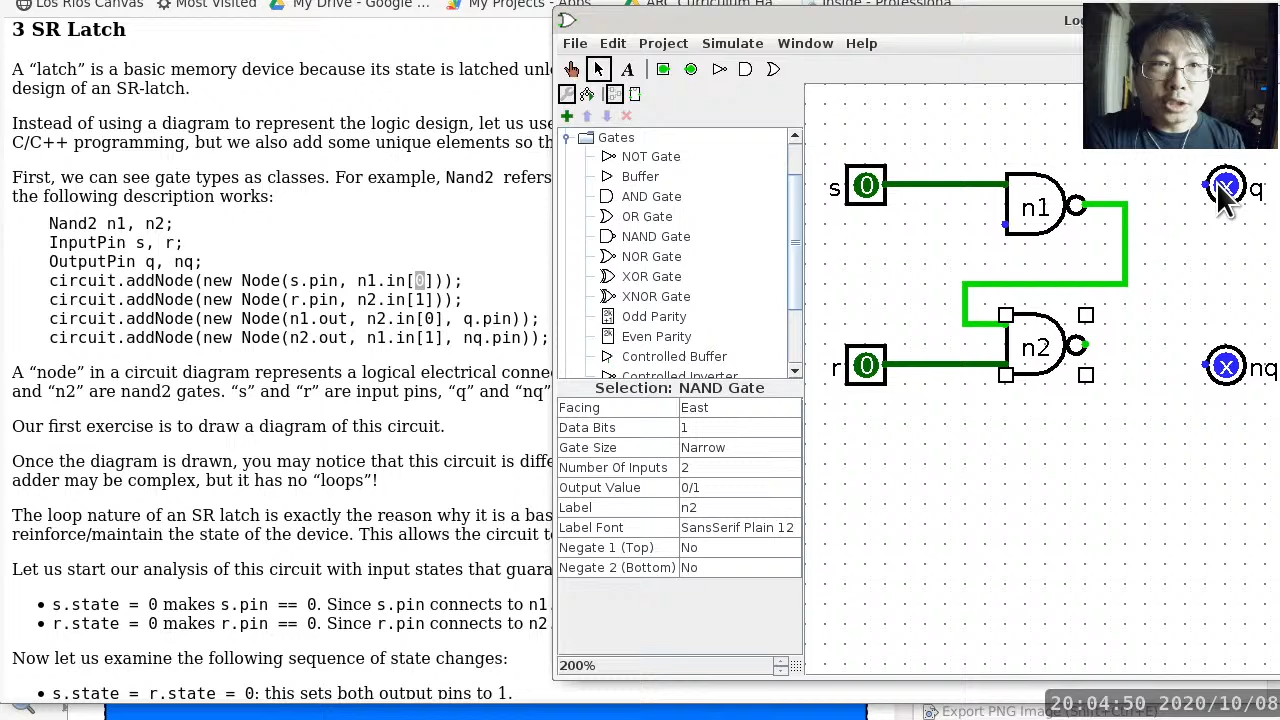 Los Rios Canvas
Most Visited
My Drive - Google ...
My Projects - Apps
ARC Curriculum Ha
Inside - Professiona
3 SR Latch
A “latch” is a basic memory device because its state is latched
design of an SR-latch.
Instead of using a diagram to represent the logic design, let us use
C/C++ programming, but we also add some unique elements so
First, we can see gate types as classes. For example, Nand2 refers
the following description works:
Nand2 n1, n2;
InputPin s, r;
OutputPin q, nq;
circuit.addNode(new Node(s.pin, n1.in[0]));
circuit.addNode(new Node(r.pin, n2.in[1]));
circuit.addNode(new Node(n1.out, n2.in[0], q.pin));
circuit.addNode(new Node(n2.out, n1.in[1], nq.pin));
A “node” in a circuit diagram represents a logical electrical
and “n2” are nand2 gates. “s” and “r” are input pins, “q” and “nq”
Our first exercise is to draw a diagram of this circuit.
Once the diagram is drawn, you may notice that this circuit is
adder may be complex, but it has no “loops”!
The loop nature of an SR latch is exactly the reason why it is a
reinforce/maintain the state of the device. This allows the circuit
Let us start our analysis of this circuit with input states that
• s.state = 0 makes s.pin == 0. Since s.pin connects to n1.
• r.state = 0 makes r.pin == 0. Since r.pin connects to n2.
Now let us examine the following sequence of state changes:
• s.state = r.state = 0: this sets both output pins to 1.
File Edit Project Simulate Window Help
A
Gates
NOT Gate
Buffer
AND Gate
OR Gate
NAND Gate
NOR Gate
XOR Gate
XNOR Gate
Odd Parity
Even Parity
Controlled Buffer
Controlled Inverter
Selection: NAND Gate
Facing East
Data Bits 1
Gate Size Narrow
Number Of Inputs 2
Output Value 0/1
Label n2
Label Font SansSerif Plain 12
Negate 1 (Top) No
Negate 2 (Bottom) No
200%
s 0 n1 x q
r 0 n2 x nq
20:04:50 2020/10/08
Export PNG Image (Shift+Ctrl+E)